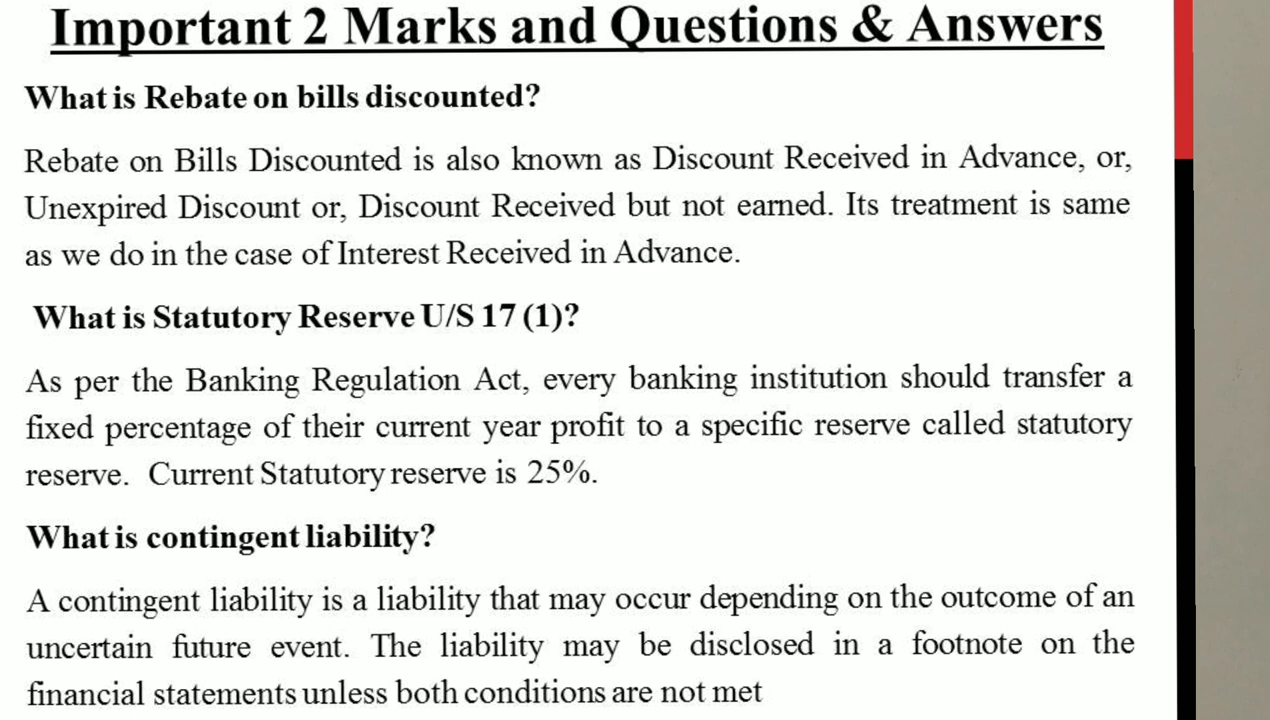 Important 2 Marks and Questions & Answers
What is Rebate on bills discounted?
Rebate on Bills Discounted is also known as Discount Received in Advance, or,
Unexpired Discount or, Discount Received but not earned. Its treatment is same
as we do in the case of Interest Received in Advance.
What is Statutory Reserve U/S 17 (1)?
As per the Banking Regulation Act, every banking institution should transfer a
fixed percentage of their current year profit to a specific reserve called statutory
reserve. Current Statutory reserve is 25%.
What is contingent liability?
A contingent liability is a liability that may occur depending on the outcome of an
uncertain future event. The liability may be disclosed in a footnote on the
financial statements unless both conditions are not met